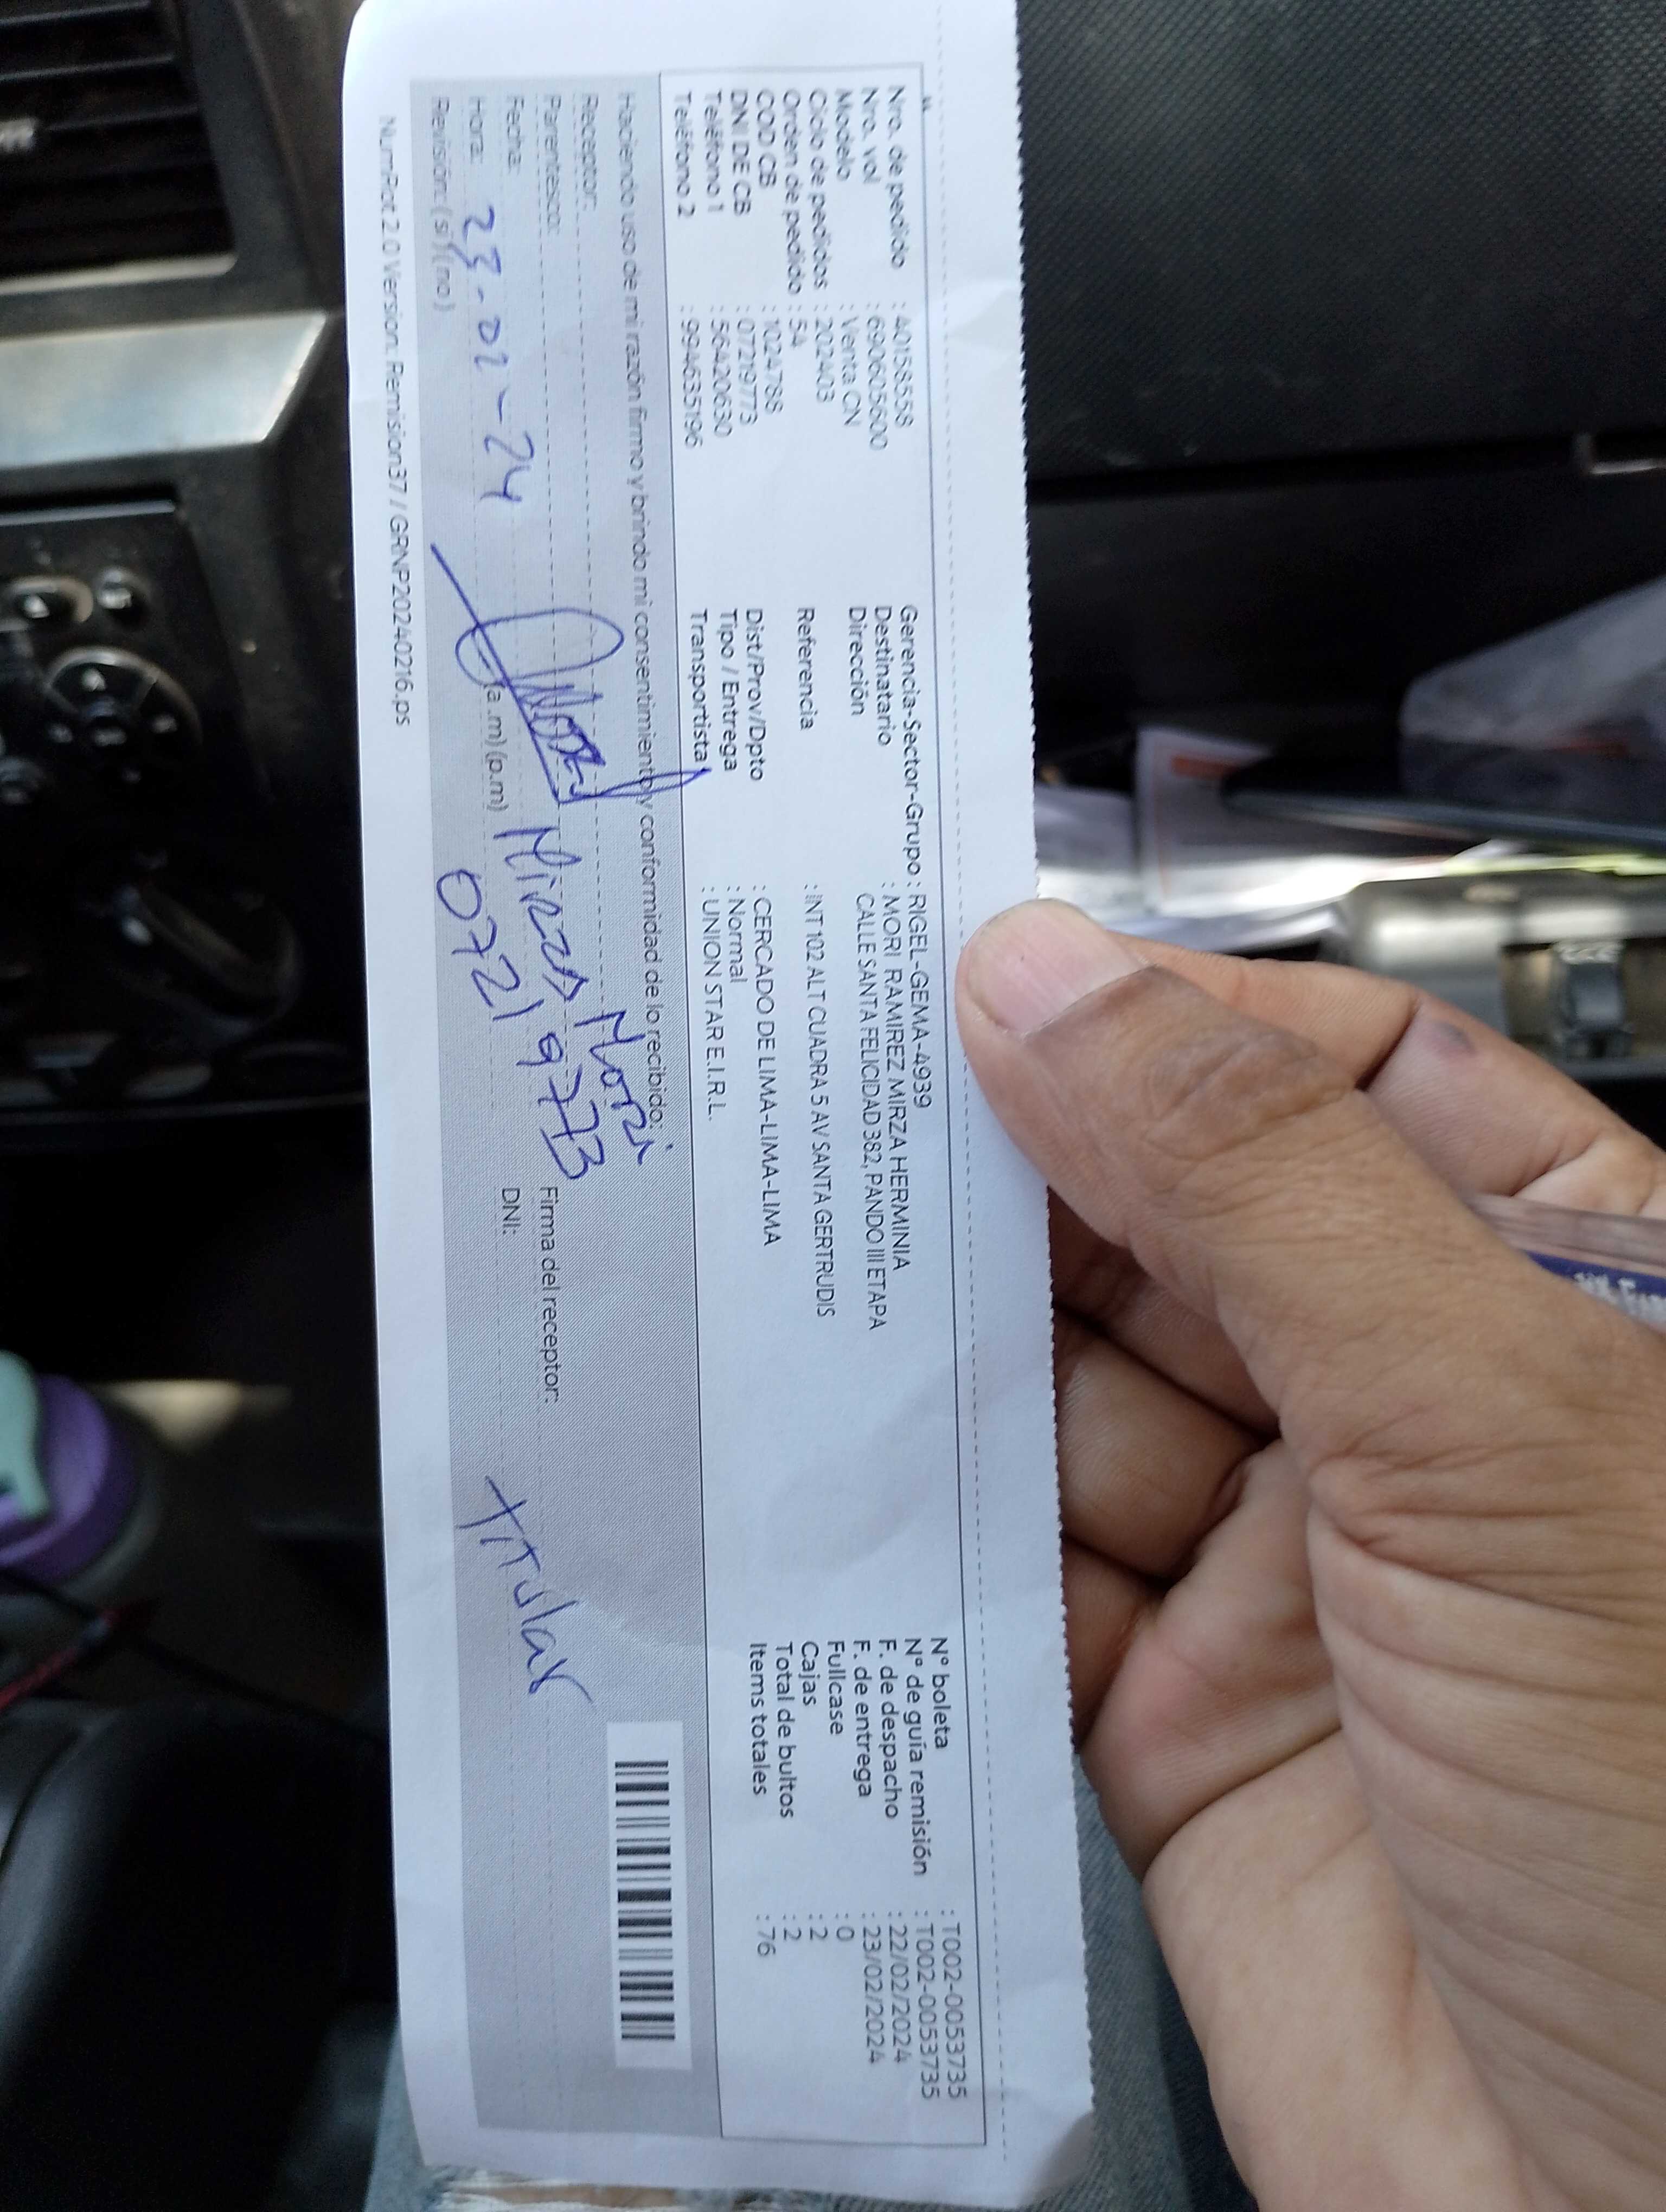 Nro. de pedido : 40158558
Nro. vol : 690605600
Modelo : Venta CN
Ciclo de pedidos : 202403
Orden de pedido : 54
COD CB : 1024788
DNI DE CB : 07219773
Teléfono 1 : 56420630
Teléfono 2 : 994635196
Gerencia-Sector-Grupo : RIGEL-GEMA-4939
Destinatario : MORI RAMIREZ MIRZA HERMINIA
Dirección CALLE SANTA FELICIDAD 382, PANDO III ETAPA
Referencia : INT 102 ALT CUADRA 5 AV SANTA GERTRUDIS
Dist/Prov/Dpto : CERCADO DE LIMA-LIMA-LIMA
Tipo / Entrega : Normal
Transportista : UNION STAR E.I.R.L.
N° boleta : T002-0053735
N° de guía remisión : T002-0053735
F. de despacho : 22/02/2024
F. de entrega : 23/02/2024
Fullcase : 0
Cajas : 2
Total de bultos : 2
Items totales : 76
Haciendo uso de mi razón firmo y brindo mi consentimiento y conformidad de lo recibido:
Receptor:
Parentesco:
Fecha:
Hora: (a.m) (p.m)
Revisión: (si) (no)
23-02-24
Mirza Mori
07219773
Firma del receptor:
DNI:
Titular
NumPot 2.0 Version: Remision37 / GRNP20240216.ps